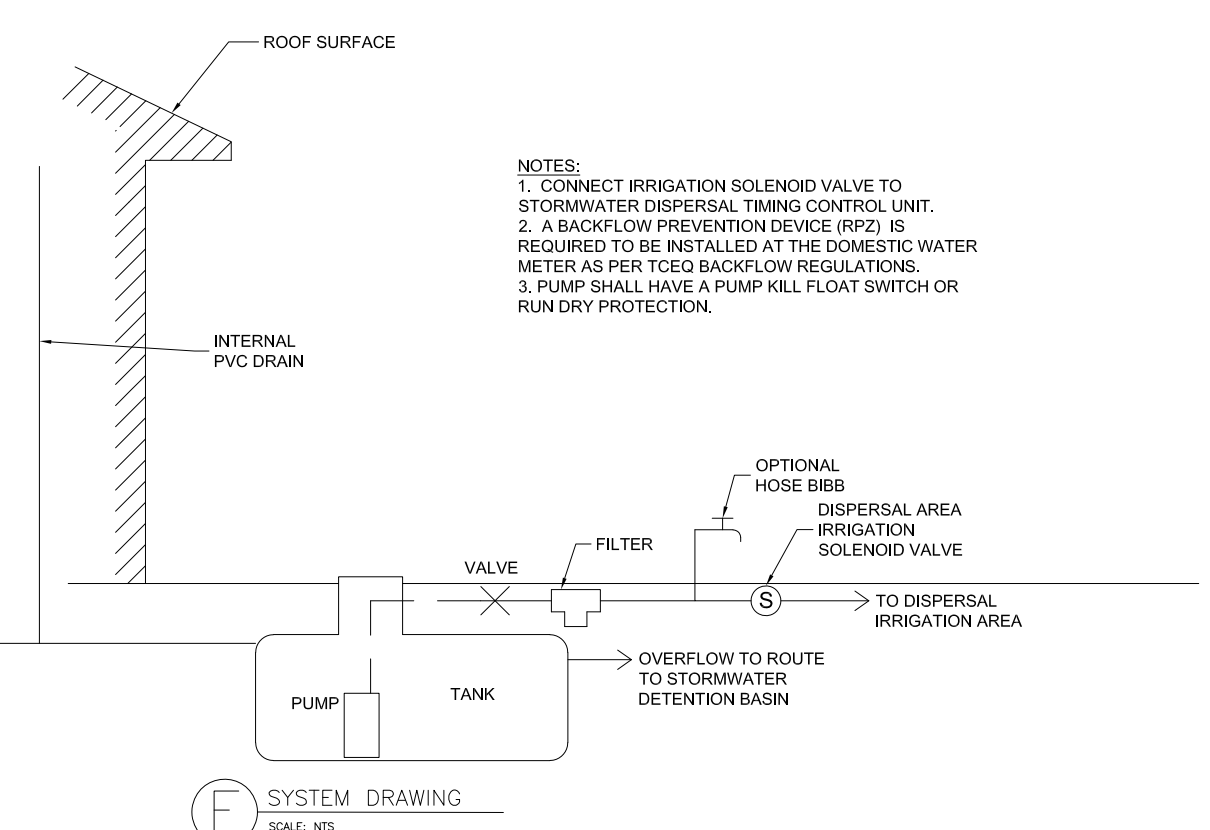 ROOF SURFACE
NOTES:
1. CONNECT IRRIGATION SOLENOID VALVE TO
STORMWATER DISPERSAL TIMING CONTROL UNIT.
2. A BACKFLOW PREVENTION DEVICE (RPZ) IS
REQUIRED TO BE INSTALLED AT THE DOMESTIC WATER
METER AS PER TCEQ BACKFLOW REGULATIONS.
3. PUMP SHALL HAVE A PUMP KILL FLOAT SWITCH OR
RUN DRY PROTECTION.
INTERNAL
PVC DRAIN
OPTIONAL
HOSE BIBB
DISPERSAL AREA
IRRIGATION
SOLENOID VALVE
FILTER
VALVE
S
TO DISPERSAL
IRRIGATION AREA
OVERFLOW TO ROUTE
TO STORMWATER
DETENTION BASIN
PUMP
TANK
F
SYSTEM DRAWING
SCALE: NTS